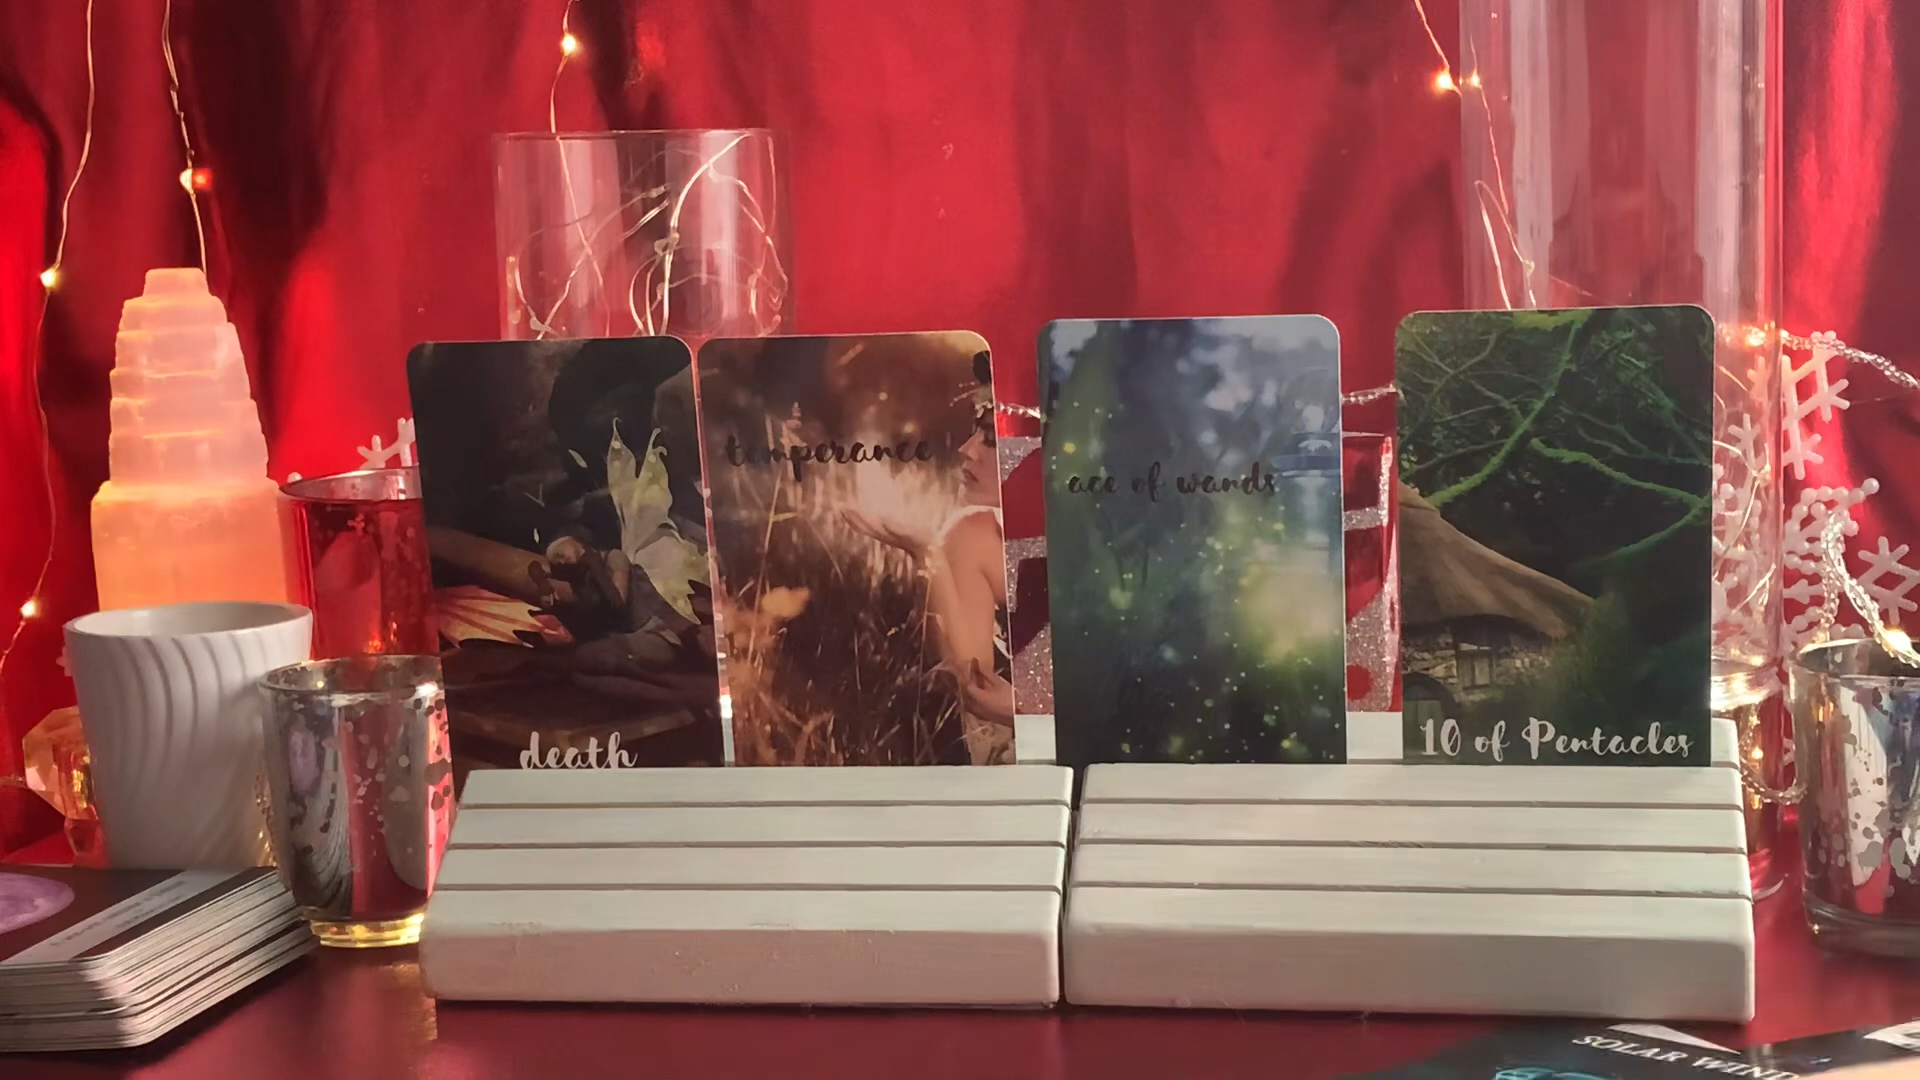 death
temperance
ace of wands
10 of Pentacles
SOLAR WIND